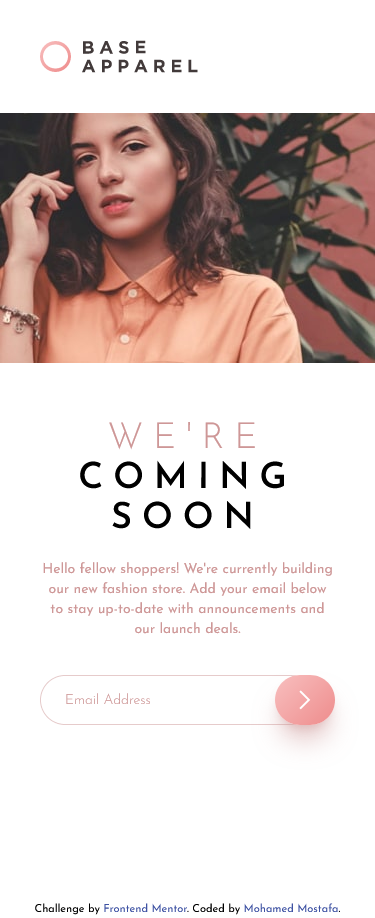 BASE
APPAREL
WE'RE
COMING
SOON
Hello fellow shoppers! We're currently building
our new fashion store. Add your email below
to stay up-to-date with announcements and
our launch deals.
Email Address
Challenge by Frontend Mentor. Coded by Mohamed Mostafa.